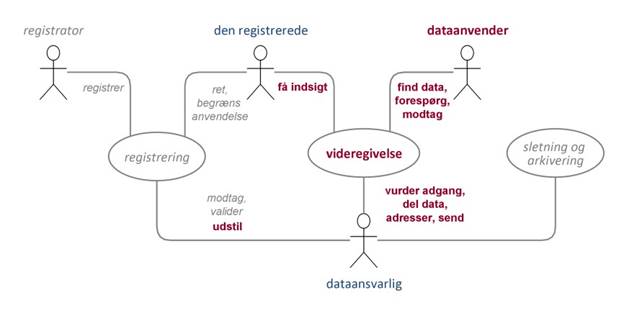 registrator
den registrerede
dataanvender
registrer
ret,
begræns
anvendelse
få indsigt
find data,
forespørg,
modtag
registrering
videregivelse
sletning og
arkivering
modtag,
valider
udstil
vurder adgang,
del data,
adresser, send
dataansvarlig